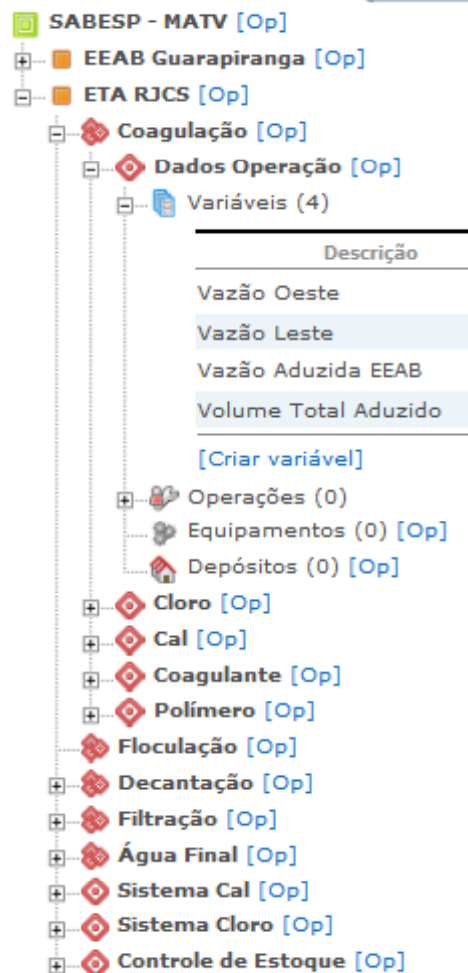 SABESP - MATV [Op]
EEAB Guarapiranga [Op]
ETA RJCS [Op]
Coagulação [Op]
Dados Operação [Op]
Variáveis (4)
Descrição
Vazão Oeste
Vazão Leste
Vazão Aduzida EEAB
Volume Total Aduzido
[Criar variável]
Operações (0)
Equipamentos (0) [Op]
Depósitos (0) [Op]
Cloro [Op]
Cal [Op]
Coagulante [Op]
Polímero [Op]
Floculação [Op]
Decantação [Op]
Filtração [Op]
Água Final [Op]
Sistema Cal [Op]
Sistema Cloro [Op]
Controle de Estoque [Op]